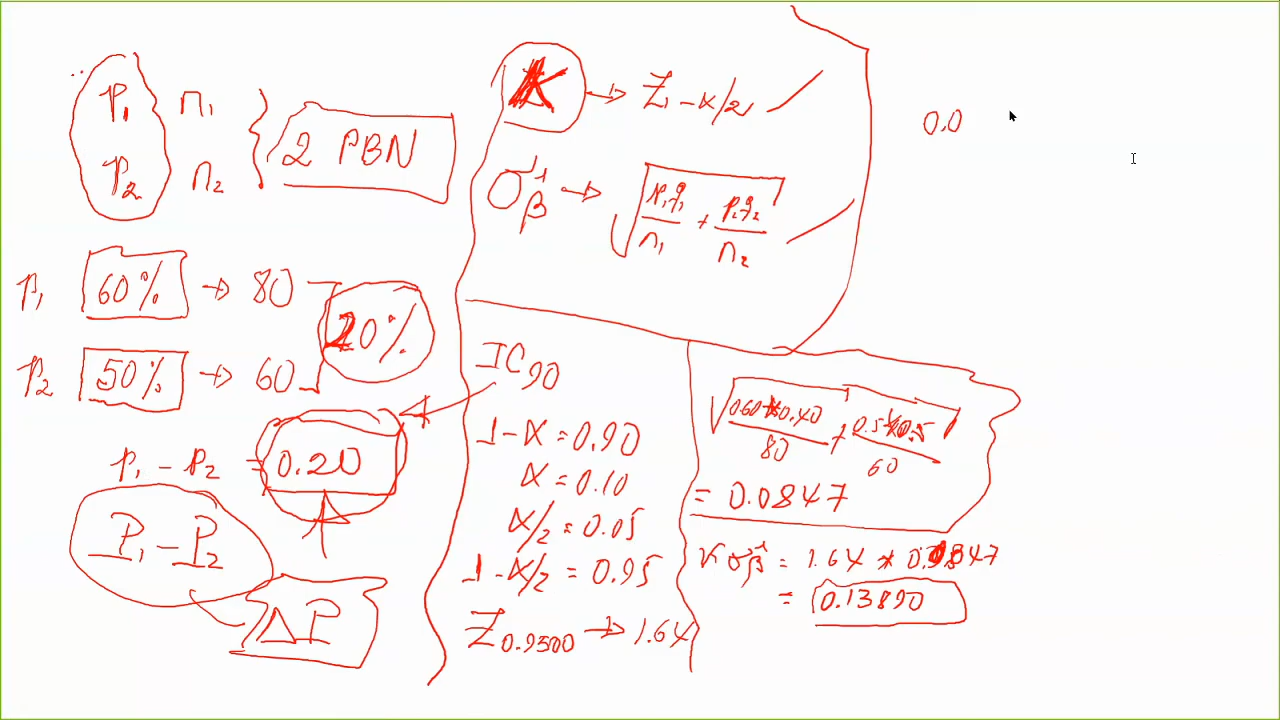 p₁ n₁
p₂ n₂
2 PBN
p₁ 60% → 80
p₂ 50% → 60
20%
p₁ - p₂ = 0.20
P₁ - P₂
ΔP
K → Z₁₋α/₂
σ̂ → √(p₁q₁/n₁ + p₂q₂/n₂)
β
IC₉₀
1-α = 0.90
α = 0.10
α/2 = 0.05
1-α/2 = 0.95
Z₀.₉₅₀₀ → 1.64
√(0.60*0.40/80 + 0.5*0.5/60)
= 0.0847
Kσ̂β = 1.64 * 0.0847
= 0.13890
0.0